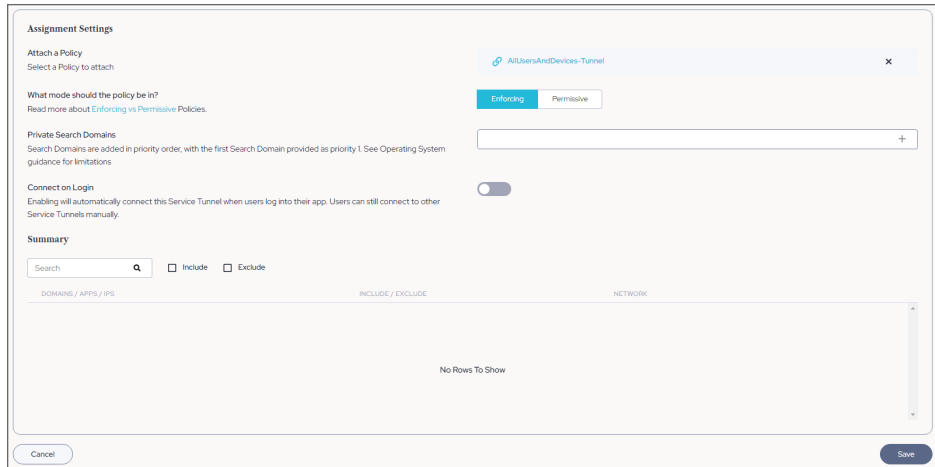 Assignment Settings
Attach a Policy
Select a Policy to attach
AllUsersAndDevices-Tunnel
What mode should the policy be in?
Read more about Enforcing vs Permissive Policies.
Enforcing
Permissive
Private Search Domains
Search Domains are added in priority order, with the first Search Domain provided as priority 1. See Operating System
guidance for limitations
Connect on Login
Enabling will automatically connect this Service Tunnel when users log into their app. Users can still connect to other
Service Tunnels manually.
Summary
Search
Include
Exclude
DOMAINS / APPS / IPS
INCLUDE / EXCLUDE
NETWORK
No Rows To Show
Cancel
Save